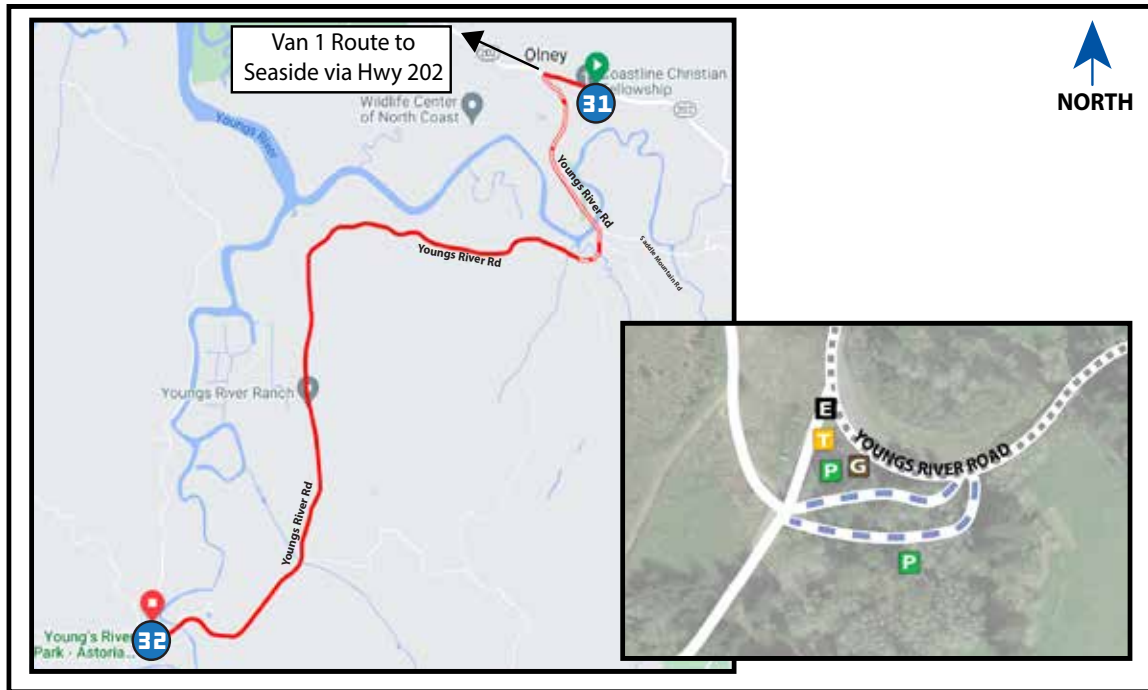 Van 1 Route to
Seaside via Hwy 202
202
Olney
Coastline Christian
Fellowship
31
202
Wildlife Center
of North Coast
Youngs River
Youngs River Rd
Youngs River Rd
Saddle Mountain Rd
Youngs River Ranch
Youngs River Rd
Young's River
Park - Astoria...
32
NORTH
E
T
P
G
YOUNGS RIVER ROAD
P